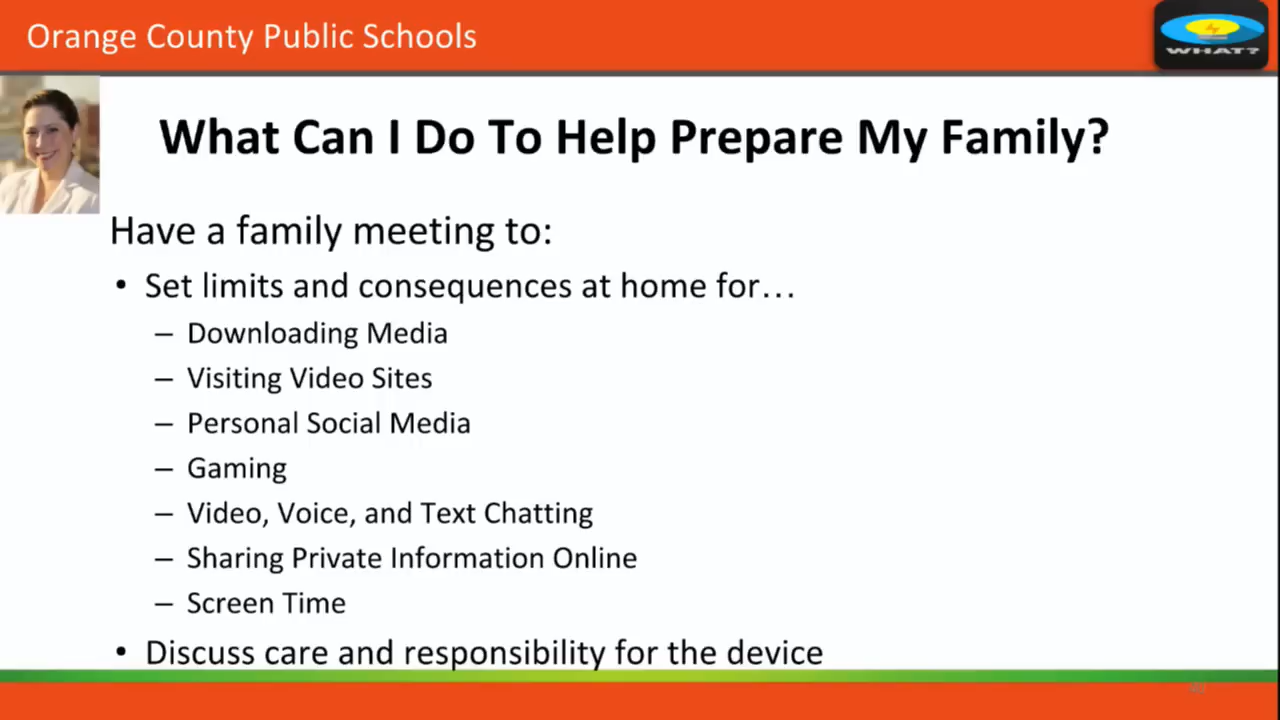 Orange County Public Schools
WHAT?
What Can I Do To Help Prepare My Family?
Have a family meeting to:
• Set limits and consequences at home for…
– Downloading Media
– Visiting Video Sites
– Personal Social Media
– Gaming
– Video, Voice, and Text Chatting
– Sharing Private Information Online
– Screen Time
• Discuss care and responsibility for the device